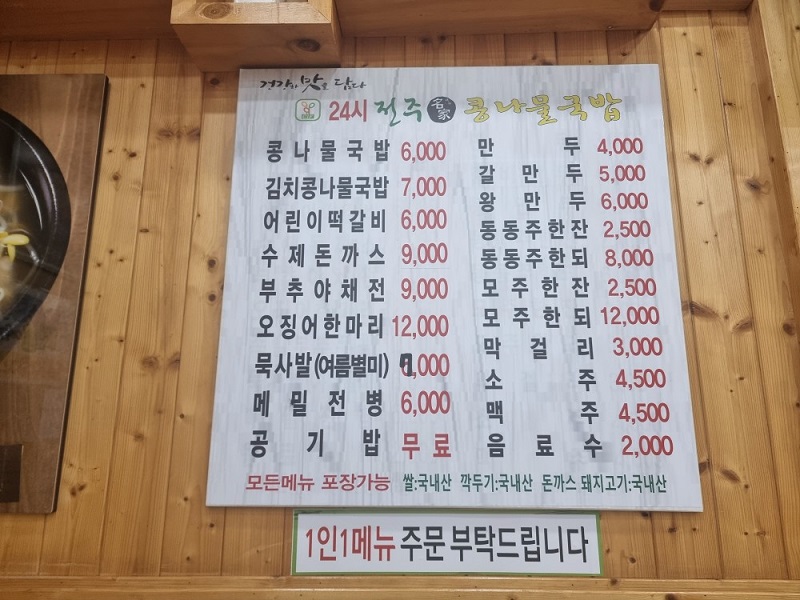 건강한 맛을 담다
24시 전주 名家 콩나물국밥
콩나물국밥 6,000
김치콩나물국밥 7,000
어린이떡갈비 6,000
수제돈까스 9,000
부추야채전 9,000
오징어한마리 12,000
묵사발(여름별미) 7,000
메밀전병 6,000
공기밥 무료
만두 4,000
갈만두 5,000
왕만두 6,000
동동주한잔 2,500
동동주한되 8,000
모주한잔 2,500
모주한되 12,000
막걸리 3,000
소주 4,500
맥주 4,500
음료수 2,000
모든메뉴 포장가능 쌀:국내산 깍두기:국내산 돈까스 돼지고기:국내산
1인1메뉴 주문 부탁드립니다